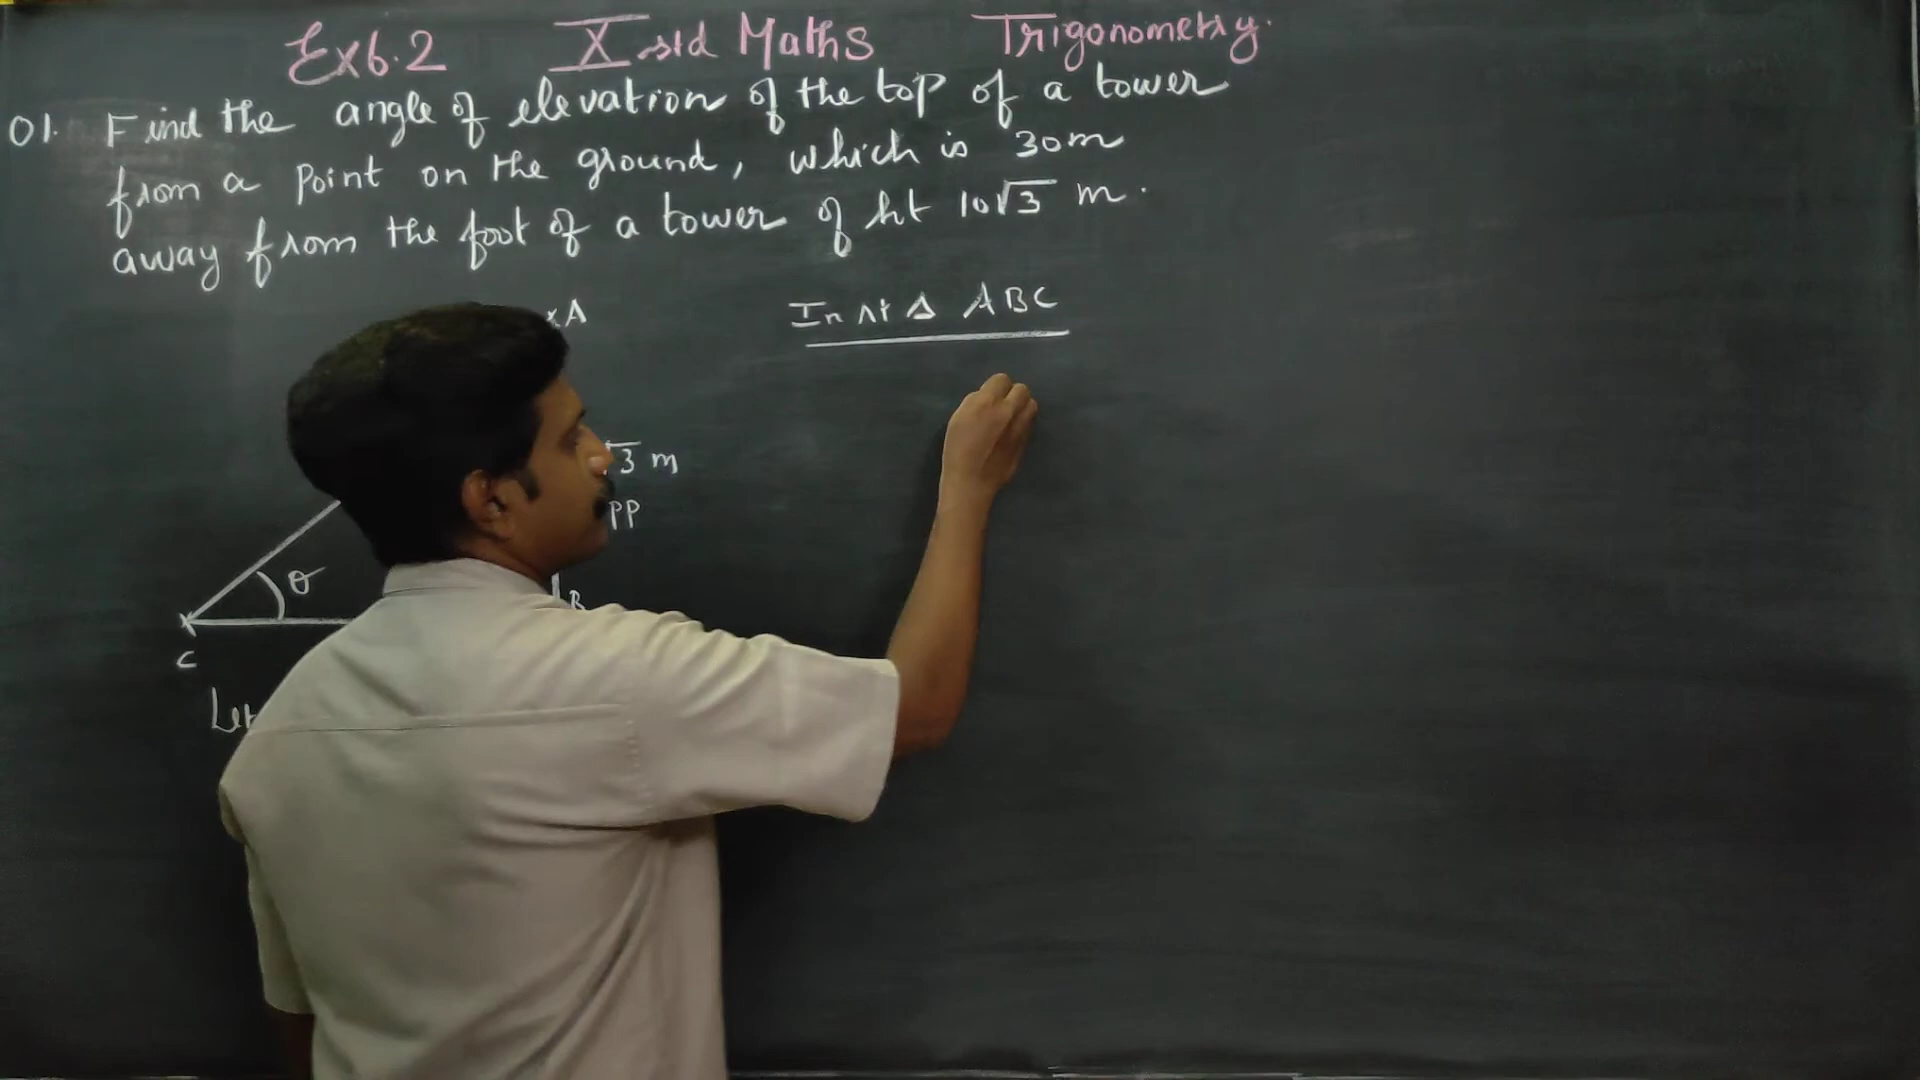 Ex 6.2 X std Maths Trigonometry.
01. Find the angle of elevation of the top of a tower
from a point on the ground, which is 30m
away from the foot of a tower of ht 10√3 m.
A
In rt Δ ABC
√3 m
PP
θ
B
C
Let